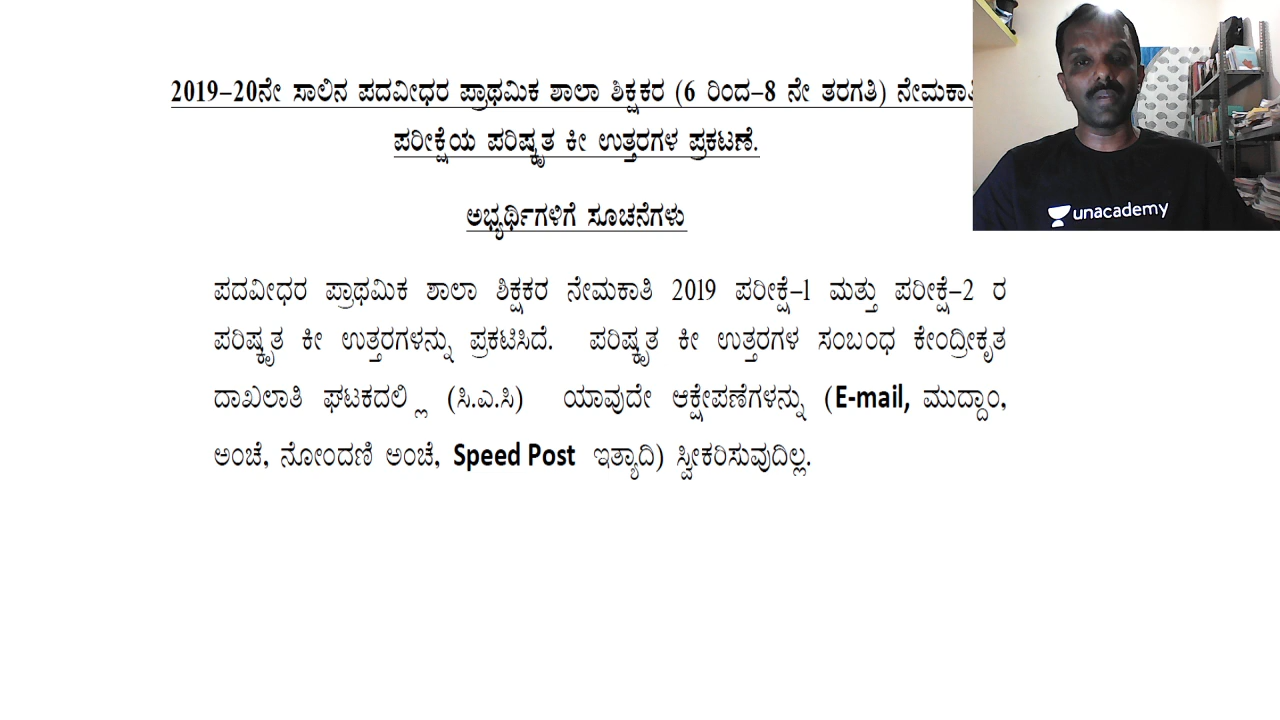 2019-20ನೇ ಸಾಲಿನ ಪದವೀಧರ ಪ್ರಾಥಮಿಕ ಶಾಲಾ ಶಿಕ್ಷಕರ (6 ರಿಂದ-8 ನೇ ತರಗತಿ) ನೇಮಕಾತಿ
ಪರೀಕ್ಷೆಯ ಪರಿಷ್ಕೃತ ಕೀ ಉತ್ತರಗಳ ಪ್ರಕಟಣೆ.
ಅಭ್ಯರ್ಥಿಗಳಿಗೆ ಸೂಚನೆಗಳು
ಪದವೀಧರ ಪ್ರಾಥಮಿಕ ಶಾಲಾ ಶಿಕ್ಷಕರ ನೇಮಕಾತಿ 2019 ಪರೀಕ್ಷೆ-1 ಮತ್ತು ಪರೀಕ್ಷೆ-2 ರ
ಪರಿಷ್ಕೃತ ಕೀ ಉತ್ತರಗಳನ್ನು ಪ್ರಕಟಿಸಿದೆ. ಪರಿಷ್ಕೃತ ಕೀ ಉತ್ತರಗಳ ಸಂಬಂಧ ಕೇಂದ್ರೀಕೃತ
ದಾಖಲಾತಿ ಘಟಕದಲ್ಲಿ (ಸಿ.ಎ.ಸಿ) ಯಾವುದೇ ಆಕ್ಷೇಪಣೆಗಳನ್ನು (E-mail, ಮುದ್ದಾಂ,
ಅಂಚೆ, ನೋಂದಣಿ ಅಂಚೆ, Speed Post ಇತ್ಯಾದಿ) ಸ್ವೀಕರಿಸುವುದಿಲ್ಲ.
unacademy